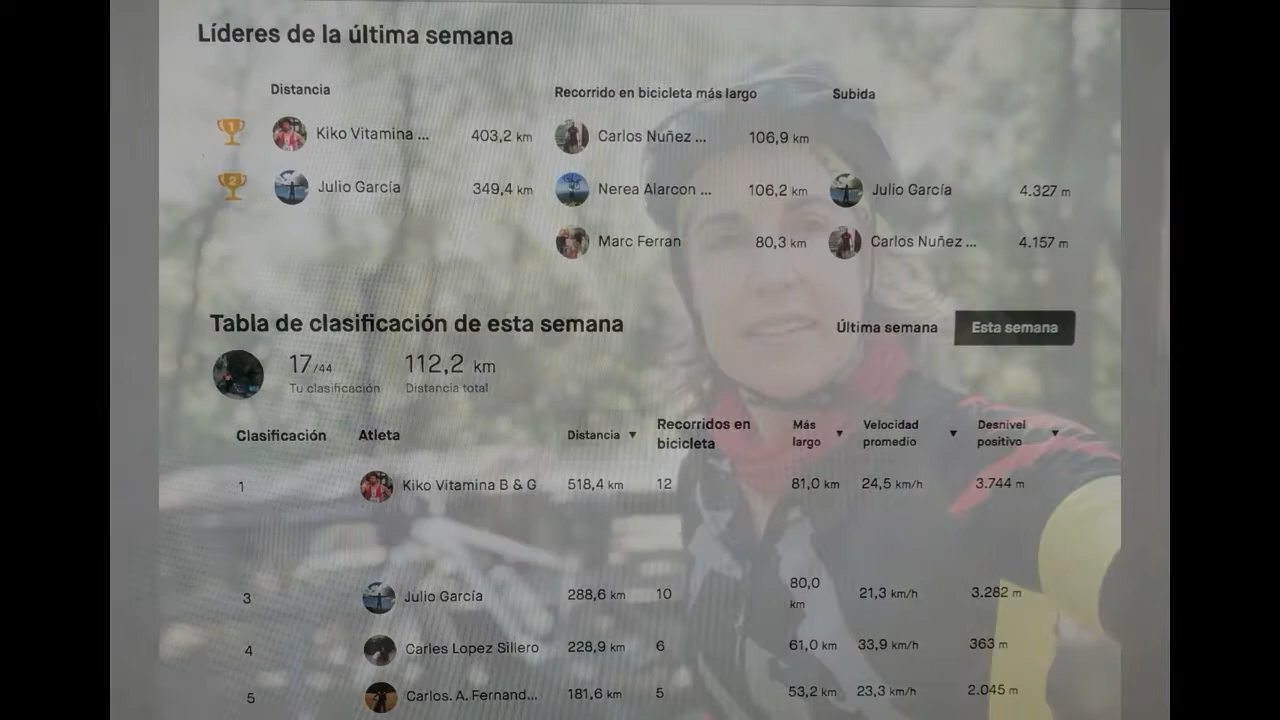 Líderes de la última semana
Distancia Recorrido en bicicleta más largo Subida
1 Kiko Vitamina ... 403,2 km Carlos Nuñez ... 106,9 km
2 Julio García 349,4 km Nerea Alarcon ... 106,2 km Julio García 4.327 m
Marc Ferran 80,3 km Carlos Nuñez ... 4.157 m
Tabla de clasificación de esta semana Última semana Esta semana
17/44 112,2 km
Tu clasificación Distancia total
Clasificación Atleta Distancia Recorridos en bicicleta Más largo Velocidad promedio Desnivel positivo
1 Kiko Vitamina B & G 518,4 km 12 81,0 km 24,5 km/h 3.744 m
3 Julio García 288,6 km 10 80,0 km 21,3 km/h 3.282 m
4 Carles Lopez Sillero 228,9 km 6 61,0 km 33,9 km/h 363 m
5 Carlos. A. Fernand... 181,6 km 5 53,2 km 23,3 km/h 2.045 m